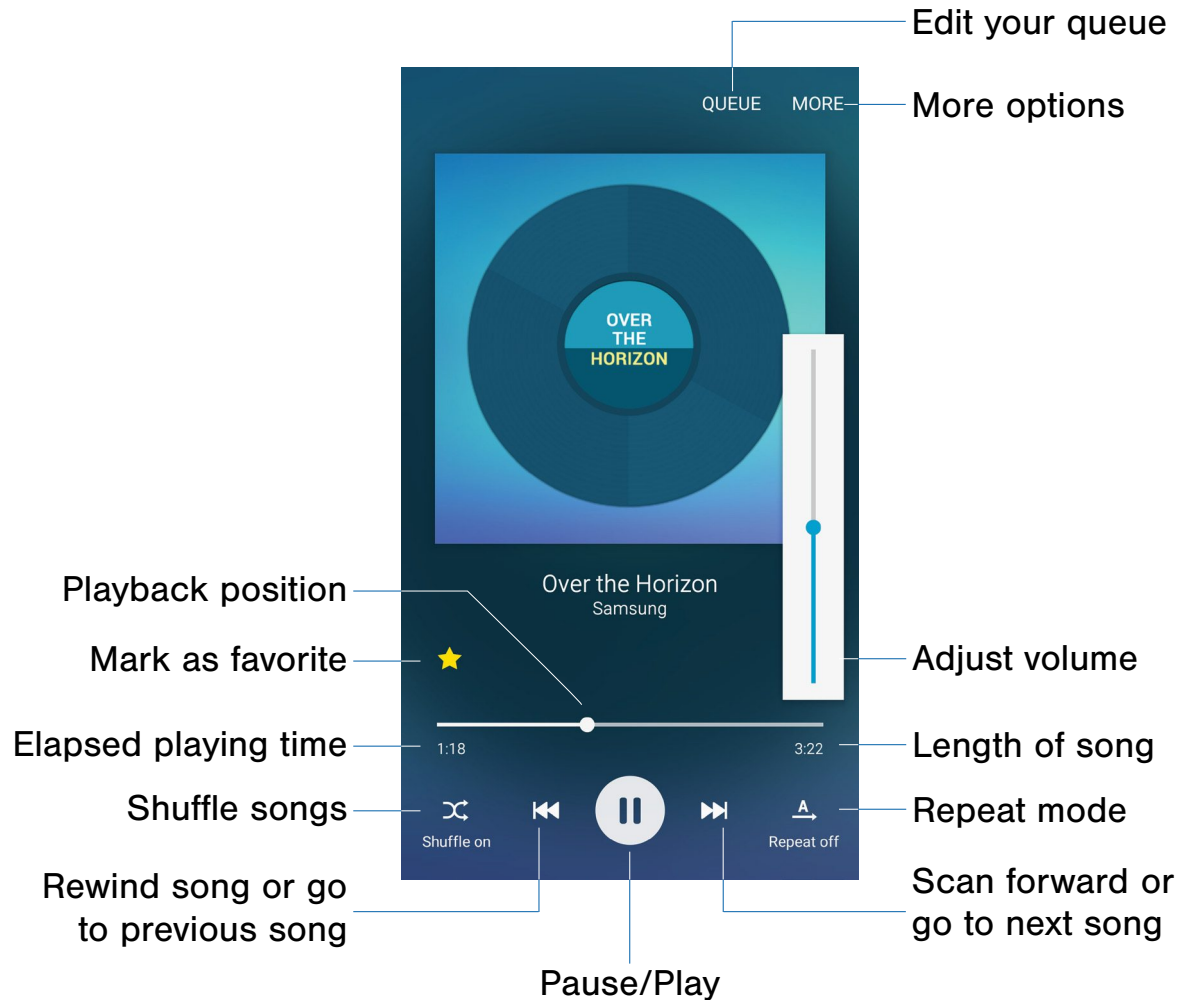 Edit your queue
QUEUE
MORE
More options
OVER
THE
HORIZON
Over the Horizon
Samsung
Playback position
Mark as favorite
Adjust volume
Elapsed playing time
1:18
3:22
Length of song
Shuffle songs
Shuffle on
A
Repeat off
Repeat mode
Rewind song or go
to previous song
Scan forward or
go to next song
Pause/Play